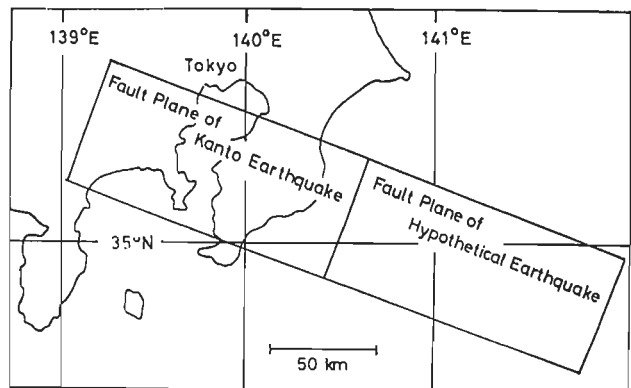 139°E
140°E
141°E
Tokyo
Fault Plane of
Kanto Earthquake
Fault Plane of
Hypothetical Earthquake
35°N
50 km